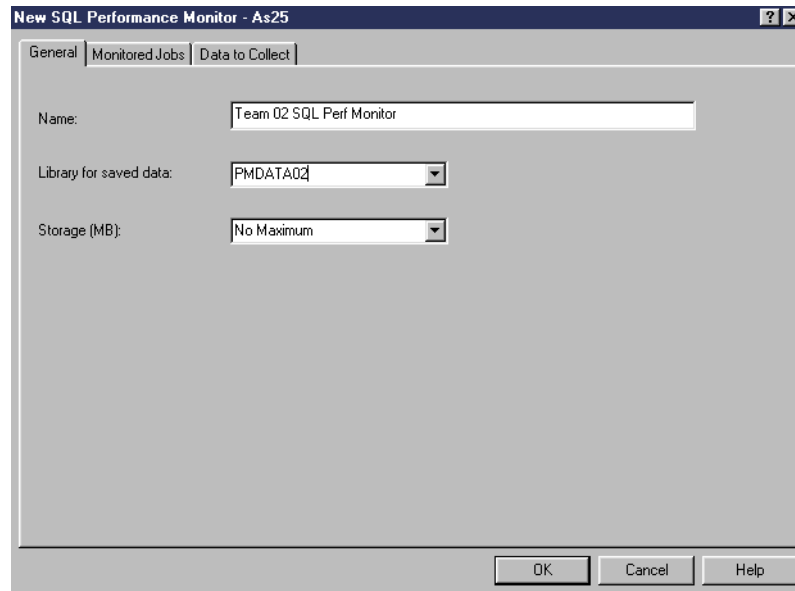 New SQL Performance Monitor - As25
General Monitored Jobs Data to Collect
Name: Team 02 SQL Perf Monitor
Library for saved data: PMDATA02
Storage (MB): No Maximum
OK Cancel Help